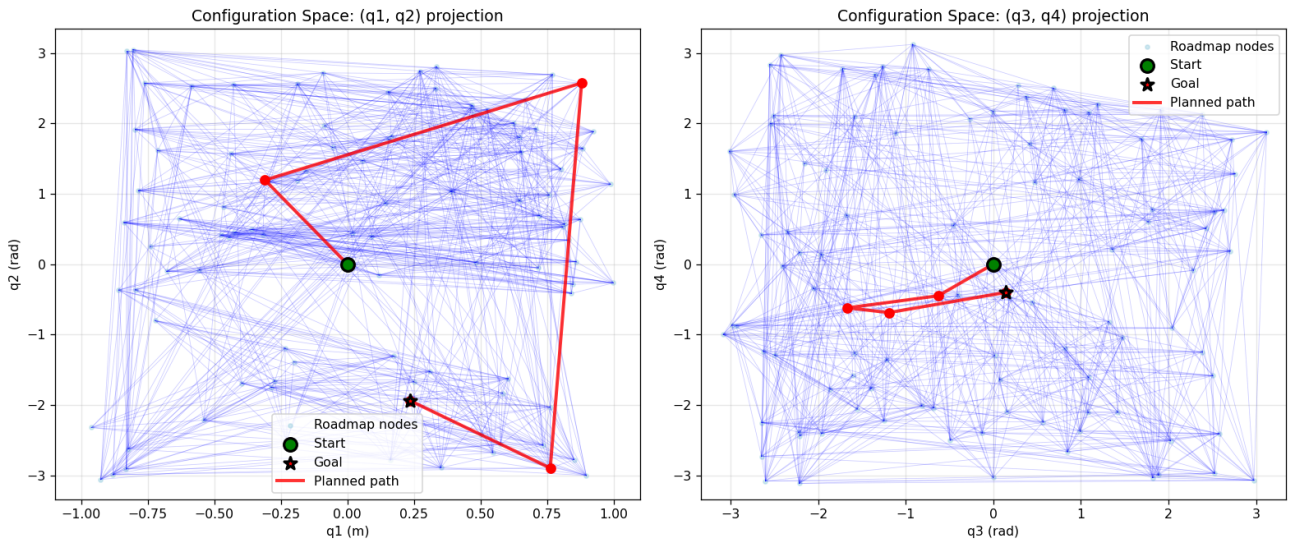 Configuration Space: (q1, q2) projection
3
2
1
0
−1
−2
−3
q2 (rad)
−1.00
−0.75
−0.50
−0.25
0.00
0.25
0.50
0.75
1.00
q1 (m)
Roadmap nodes
Start
Goal
Planned path
Configuration Space: (q3, q4) projection
Roadmap nodes
Start
Goal
Planned path
3
2
1
0
−1
−2
−3
q4 (rad)
−3
−2
−1
0
1
2
3
q3 (rad)